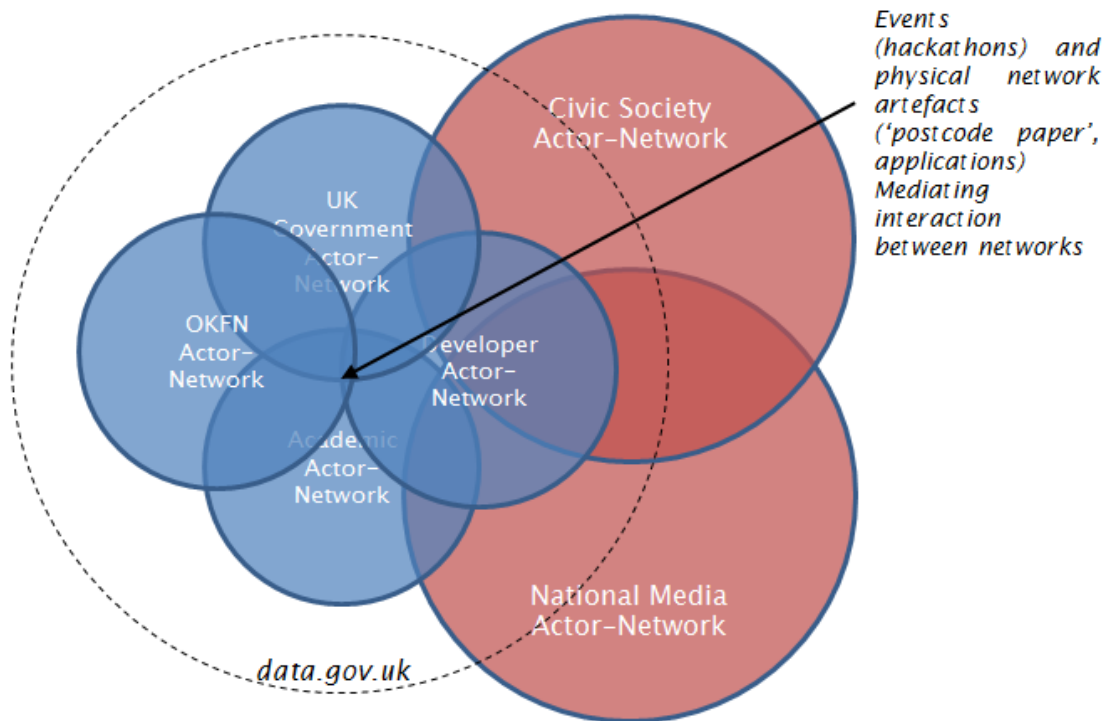 Events
(hackathons) and
physical network
artefacts
('postcode paper',
applications)
Mediating
interaction
between networks
Civic Society
Actor-Network
UK
Government
Actor-
Network
OKFN
Actor-
Network
Developer
Actor-
Network
Academic
Actor-
Network
National Media
Actor-Network
data.gov.uk